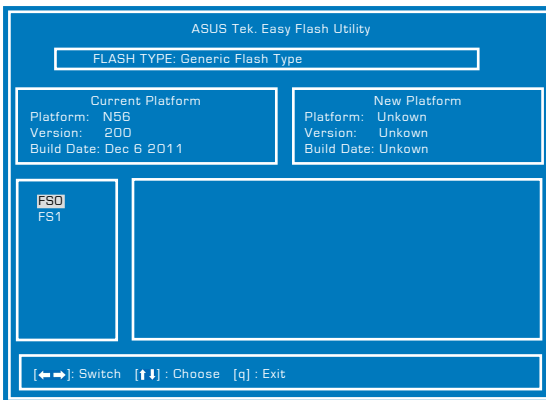 ASUS Tek. Easy Flash Utility
FLASH TYPE: Generic Flash Type
Current Platform
Platform: N56
Version: 200
Build Date: Dec 6 2011
New Platform
Platform: Unkown
Version: Unkown
Build Date: Unkown
FS0
FS1
[←→]: Switch [↑↓] : Choose [q] : Exit